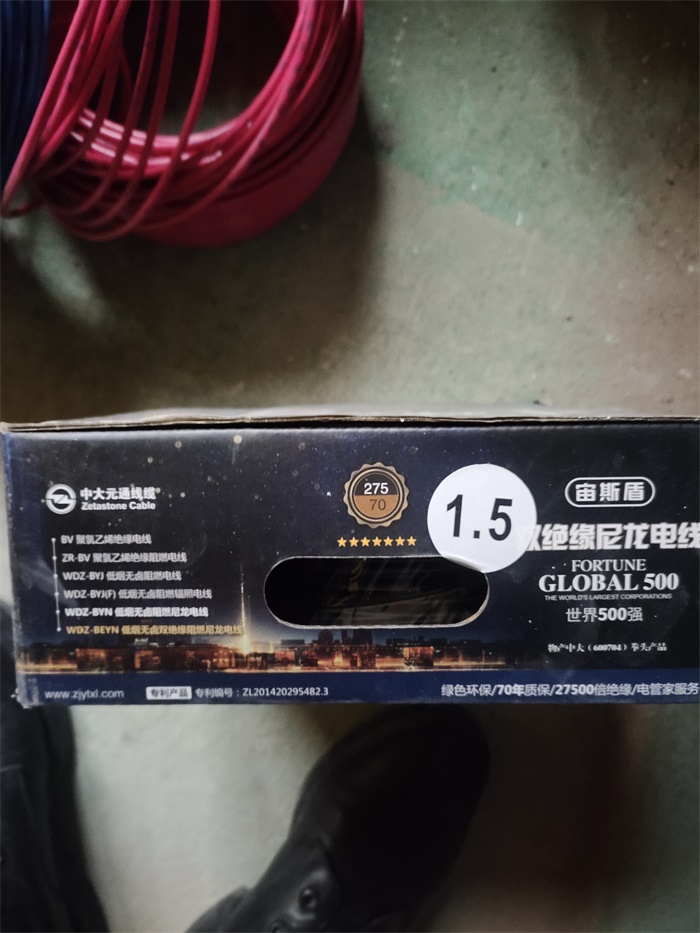 中大元通线缆®
Zetastone Cable
BV 聚氯乙烯绝缘电线
ZR-BV 聚氯乙烯绝缘阻燃电线
WDZ-BYJ 低烟无卤阻燃电线
WDZ-BYJ(F) 低烟无卤阻燃辐照电线
WDZ-BYN 低烟无卤阻燃尼龙电线
WDZ-BEYN 低烟无卤双绝缘阻燃尼龙电线
275
70
1.5
宙斯盾
双绝缘尼龙电线
FORTUNE
GLOBAL 500
THE WORLD'S LARGEST CORPORATIONS
世界500强
物产中大（600704）拳头产品
www.zjytxl.com 专利产品 专利编号：ZL201420295482.3
绿色环保/70年质保/27500倍绝缘/电管家服务